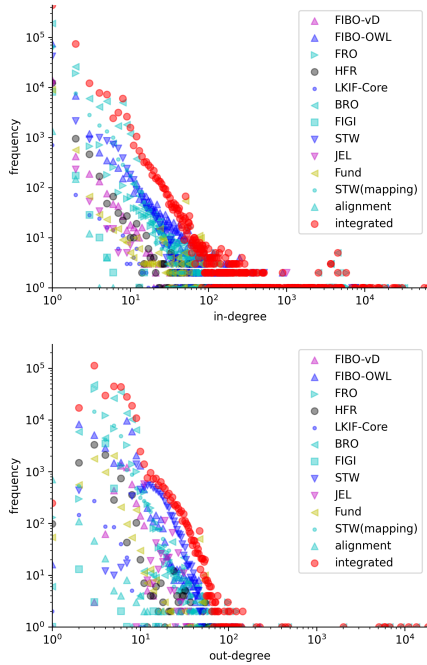 10⁵
10⁴
10³
10²
10¹
10⁰
frequency
10⁰ 10¹ 10² 10³ 10⁴
in-degree
FIBO-vD
FIBO-OWL
FRO
HFR
LKIF-Core
BRO
FIGI
STW
JEL
Fund
STW(mapping)
alignment
integrated
10⁵
10⁴
10³
10²
10¹
10⁰
frequency
10⁰ 10¹ 10² 10³ 10⁴
out-degree
FIBO-vD
FIBO-OWL
FRO
HFR
LKIF-Core
BRO
FIGI
STW
JEL
Fund
STW(mapping)
alignment
integrated